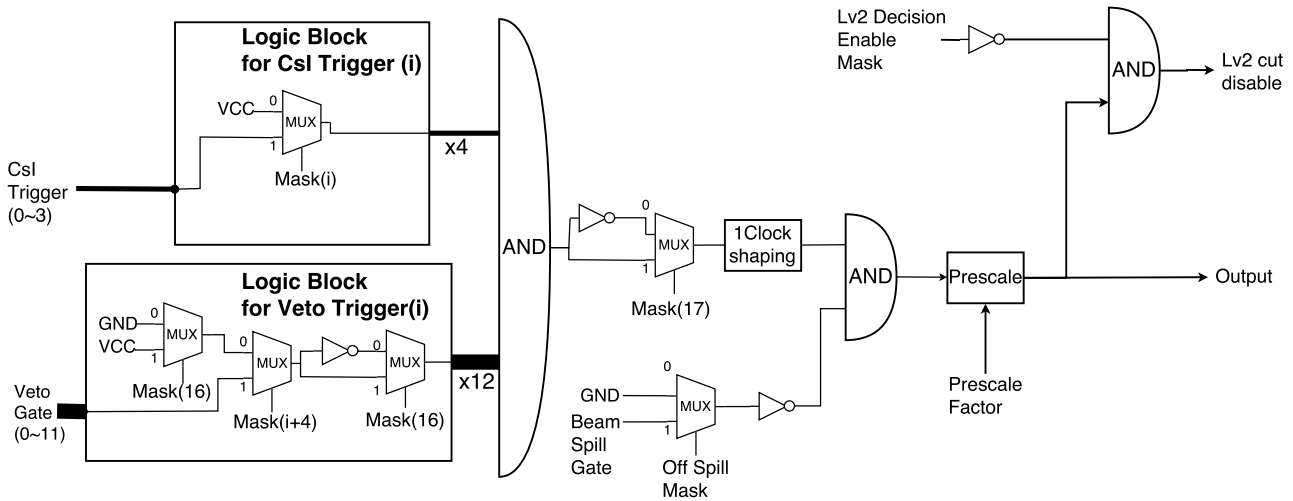 Logic Block
for CsI Trigger (i)
VCC
0
MUX
1
Mask(i)
CsI
Trigger
(0~3)
x4
Logic Block
for Veto Trigger(i)
GND
0
MUX
VCC
1
Mask(16)
0
MUX
1
Mask(i+4)
0
MUX
1
Mask(16)
Veto
Gate
(0~11)
x12
AND
0
MUX
1
Mask(17)
1Clock
shaping
GND
0
MUX
Beam
Spill
Gate
1
Off Spill
Mask
AND
Prescale
Prescale
Factor
Output
Lv2 Decision
Enable
Mask
AND
Lv2 cut
disable